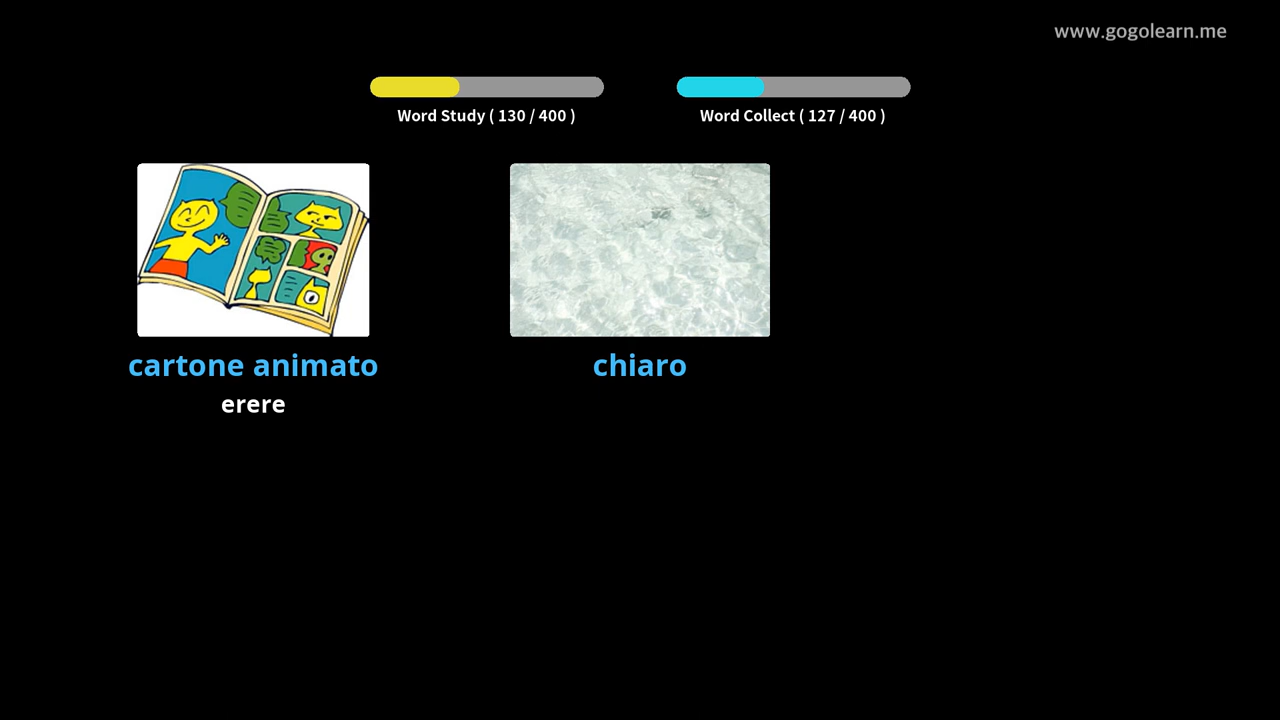 www.gogolearn.me
Word Study ( 130 / 400 )
Word Collect ( 127 / 400 )
cartone animato
chiaro
erere